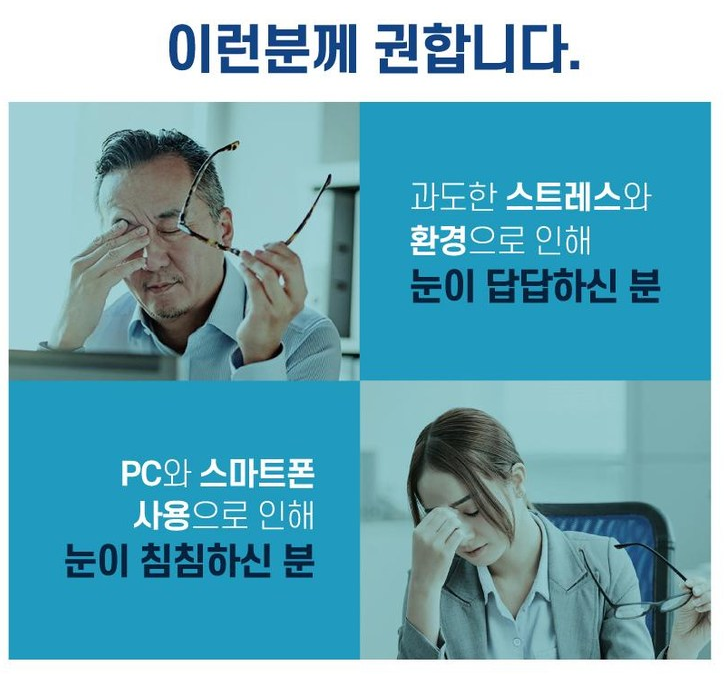 이런분께 권합니다.
과도한 스트레스와
환경으로 인해
눈이 답답하신 분
PC와 스마트폰
사용으로 인해
눈이 침침하신 분